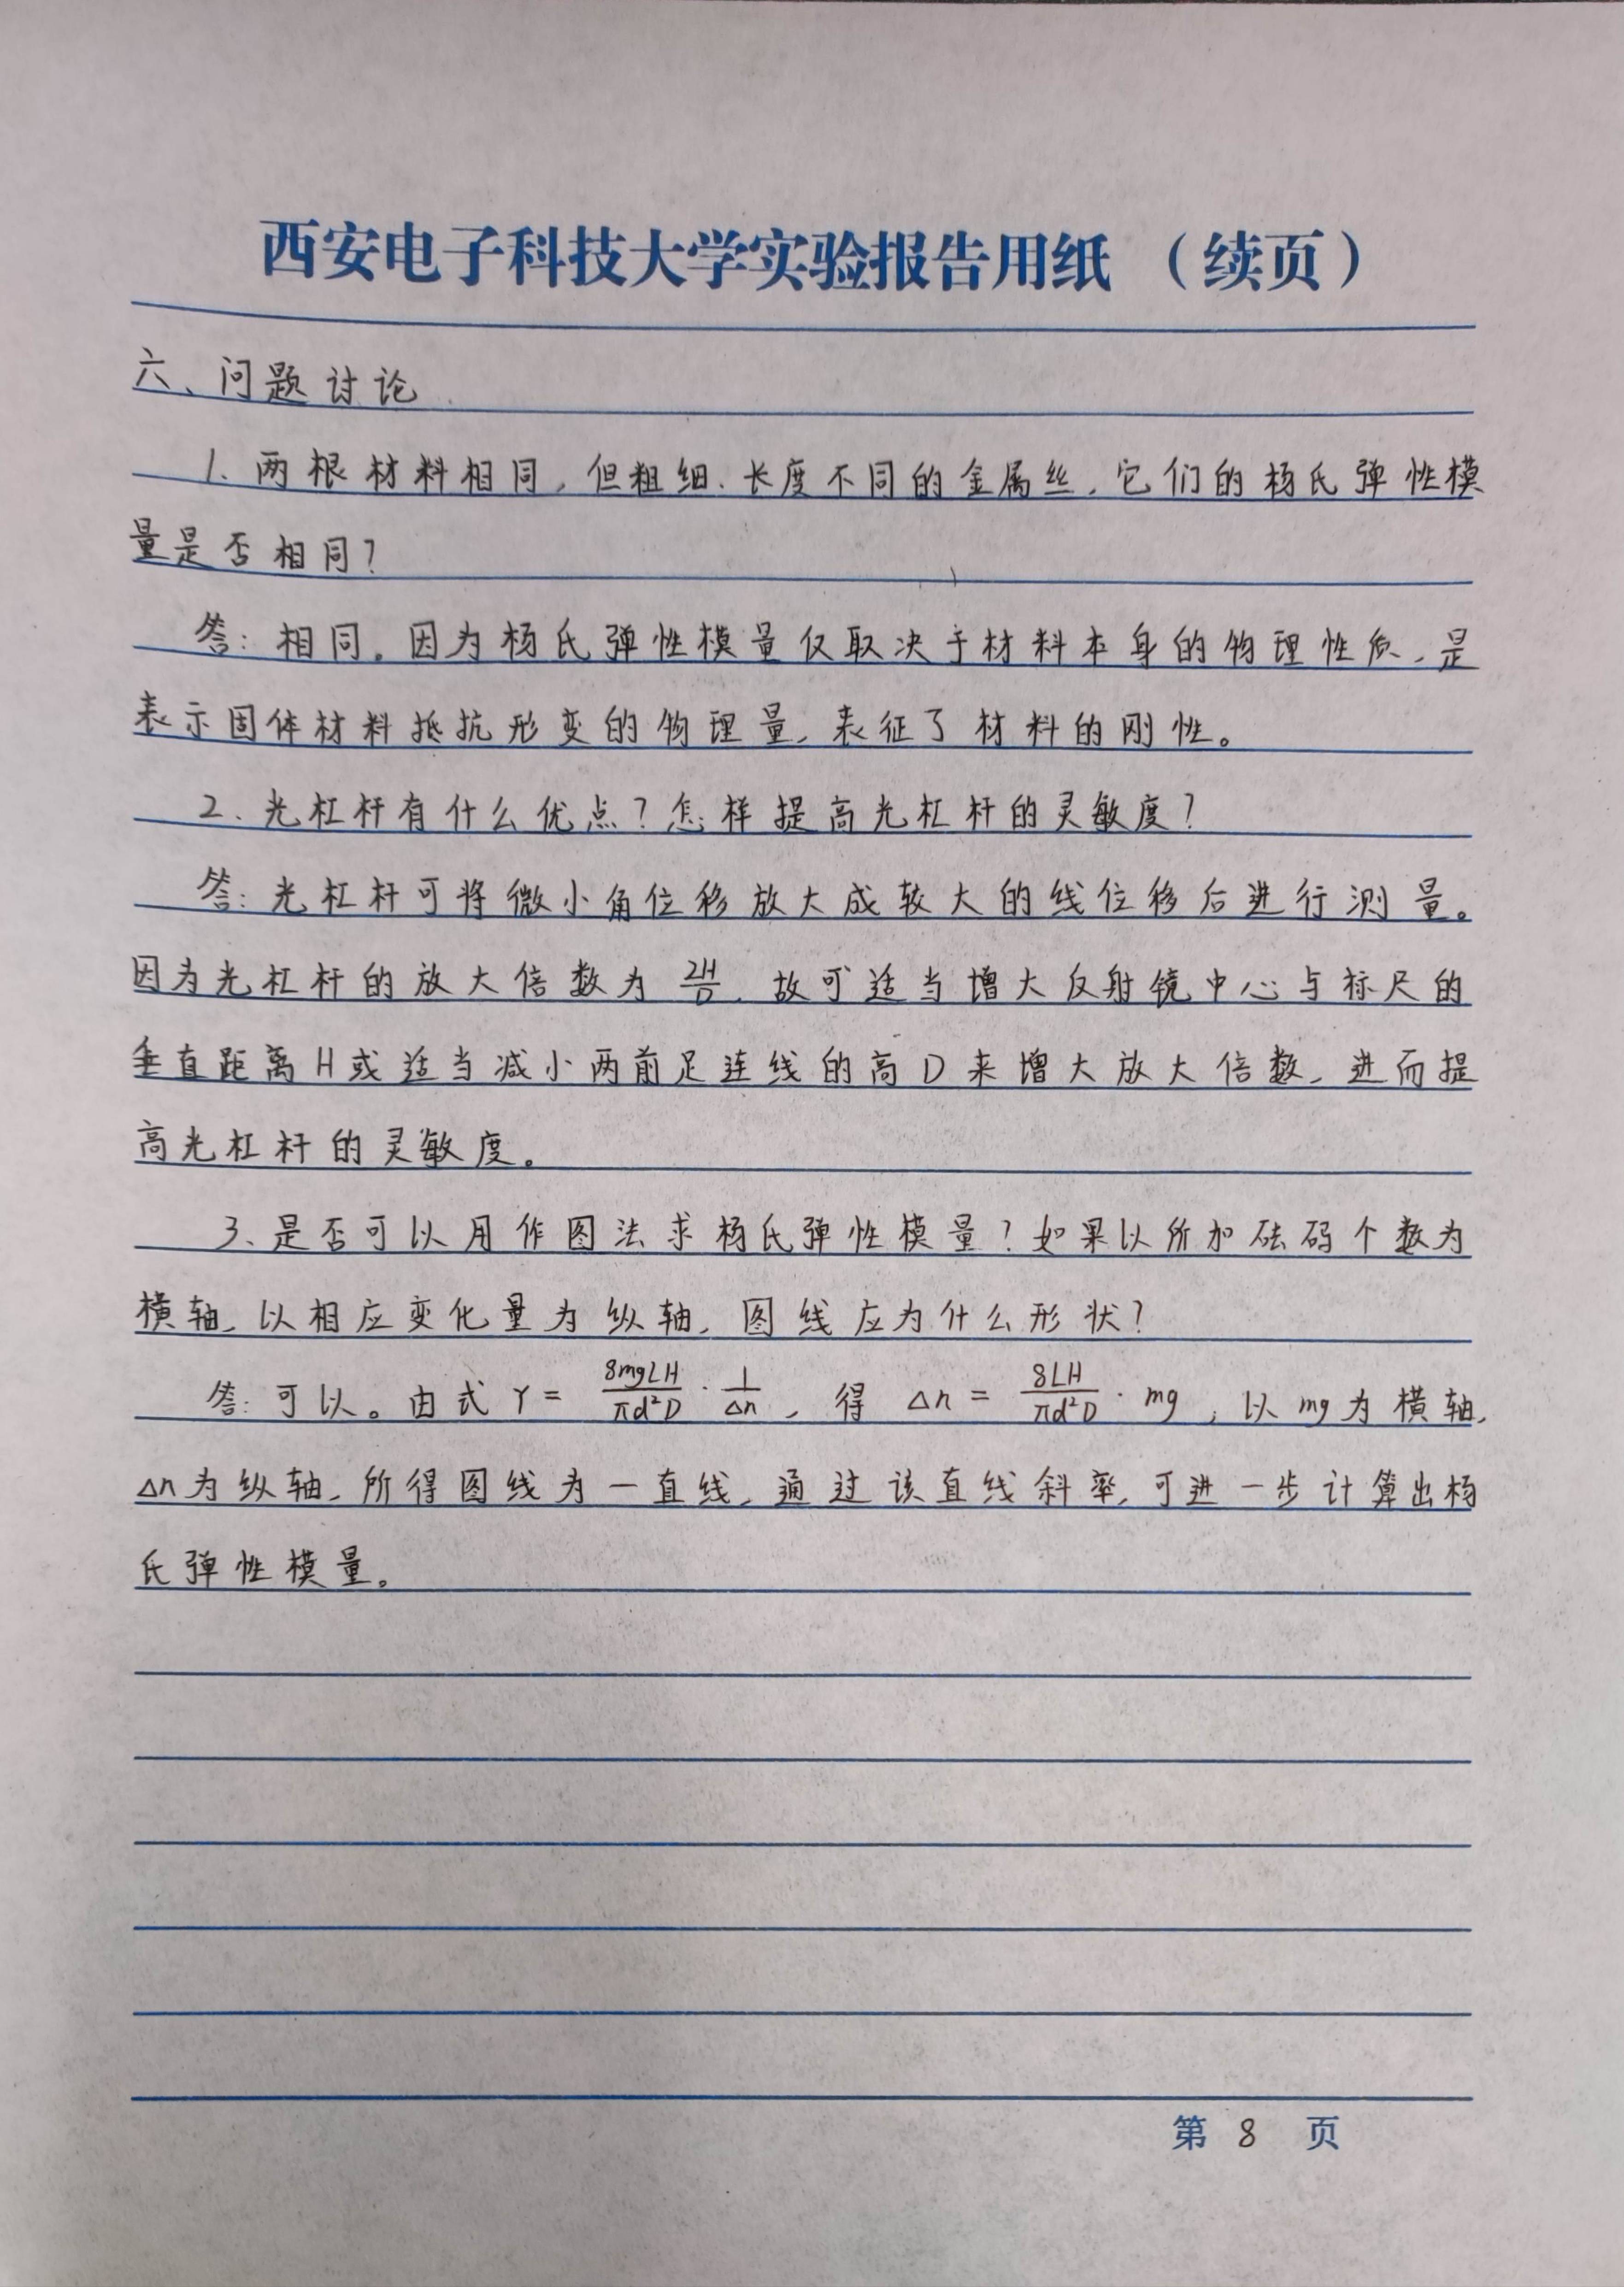 西安电子科技大学实验报告用纸（续页）
六、问题讨论
1、两根材料相同，但粗细、长度不同的金属丝，它们的杨氏弹性模
量是否相同？
答：相同。因为杨氏弹性模量仅取决于材料本身的物理性质，是
表示固体材料抵抗形变的物理量，表征了材料的刚性。
2、光杠杆有什么优点？怎样提高光杠杆的灵敏度？
答：光杠杆可将微小角位移放大成较大的线位移后进行测量。
因为光杠杆的放大倍数为 2H/D，故可适当增大反射镜中心与标尺的
垂直距离H或适当减小两前足连线的高D来增大放大倍数，进而提
高光杠杆的灵敏度。
3、是否可以用作图法求杨氏弹性模量？如果以所加砝码个数为
横轴，以相应变化量为纵轴，图线应为什么形状？
答：可以。由式 Y = 8mgLH/πd²D · 1/Δn，得 Δn = 8LH/πd²D · mg，以mg为横轴，
Δn为纵轴，所得图线为一直线，通过该直线斜率，可进一步计算出杨
氏弹性模量。
第 8 页